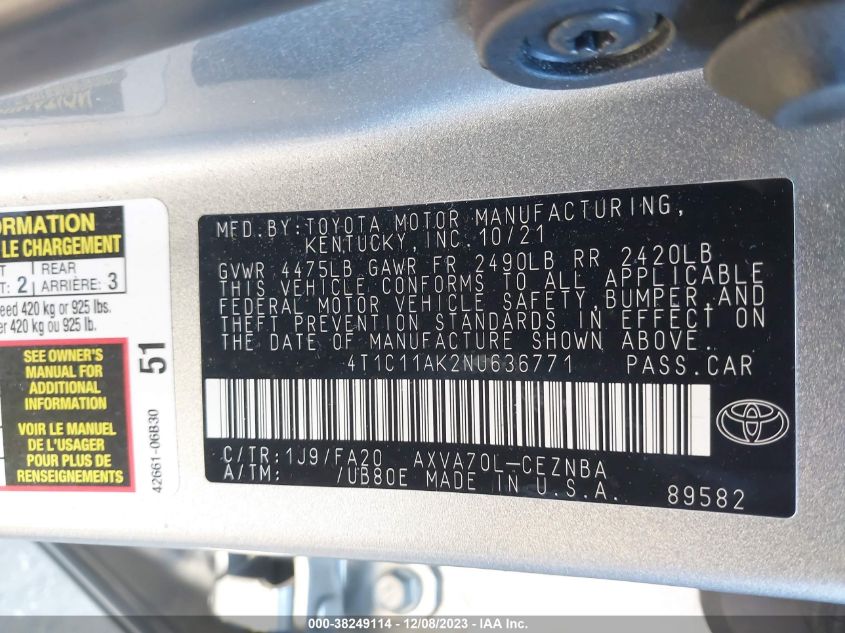 ORMATION
LE CHARGEMENT
REAR
2 ARRIÈRE: 3
420 kg or 925 lbs.
420 kg ou 925 lb.
SEE OWNER'S
MANUAL FOR
ADDITIONAL
INFORMATION
VOIR LE MANUEL
DE L'USAGER
POUR PLUS DE
RENSEIGNEMENTS
51
42661-06B30
MFD.BY:TOYOTA MOTOR MANUFACTURING,
KENTUCKY,INC.10/21
GVWR 4475LB GAWR FR 2490LB RR 2420LB
THIS VEHICLE CONFORMS TO ALL APPLICABLE
FEDERAL MOTOR VEHICLE SAFETY,BUMPER,AND
THEFT PREVENTION STANDARDS IN EFFECT ON
THE DATE OF MANUFACTURE SHOWN ABOVE.
4T1C11AK2NU636771 PASS.CAR
C/TR:1J9/FA20 AXVA70L-CEZNBA
A/TM: /UB80E MADE IN U.S.A.
89582
000-38249114 - 12/08/2023 - IAA Inc.